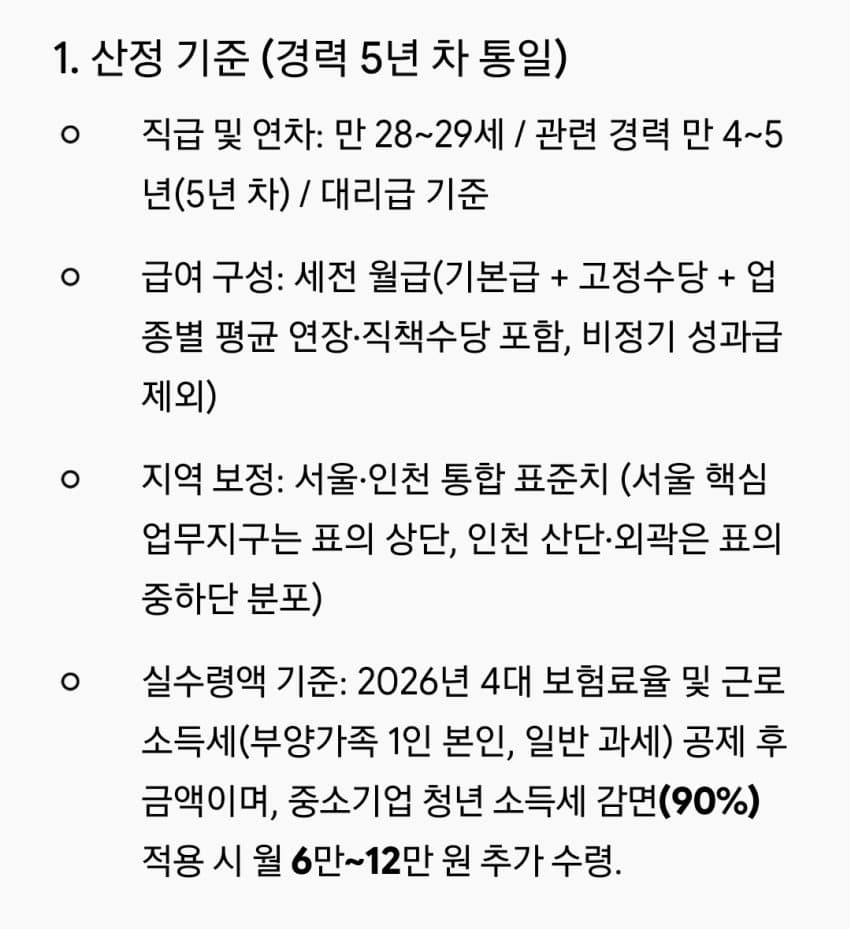 1. 산정 기준 (경력 5년 차 통일)
직급 및 연차: 만 28~29세 / 관련 경력 만 4~5
년(5년 차) / 대리급 기준
급여 구성: 세전 월급(기본급 + 고정수당 + 업
종별 평균 연장·직책수당 포함, 비정기 성과급
제외)
지역 보정: 서울·인천 통합 표준치 (서울 핵심
업무지구는 표의 상단, 인천 산단·외곽은 표의
중하단 분포)
실수령액 기준: 2026년 4대 보험료율 및 근로
소득세(부양가족 1인 본인, 일반 과세) 공제 후
금액이며, 중소기업 청년 소득세 감면(90%)
적용 시 월 6만~12만 원 추가 수령.